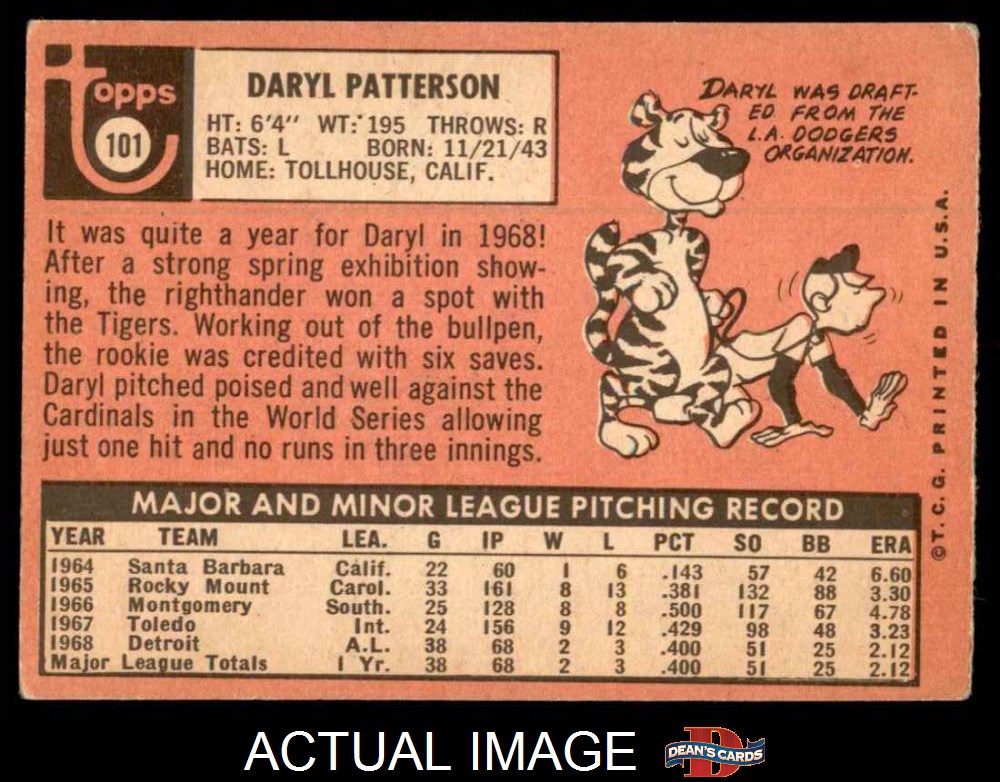 Topps
101
DARYL PATTERSON
HT: 6'4" WT: 195 THROWS: R
BATS: L BORN: 11/21/43
HOME: TOLLHOUSE, CALIF.
DARYL WAS DRAFT-
ED FROM THE
L.A. DODGERS
ORGANIZATION.
It was quite a year for Daryl in 1968!
After a strong spring exhibition show-
ing, the righthander won a spot with
the Tigers. Working out of the bullpen,
the rookie was credited with six saves.
Daryl pitched poised and well against the
Cardinals in the World Series allowing
just one hit and no runs in three innings.
©T.C.G. PRINTED IN U.S.A.
MAJOR AND MINOR LEAGUE PITCHING RECORD
YEAR TEAM LEA. G IP W L PCT SO BB ERA
1964 Santa Barbara Calif. 22 60 1 6 .143 57 42 6.60
1965 Rocky Mount Carol. 33 161 8 13 .381 132 88 3.30
1966 Montgomery South. 25 128 8 8 .500 117 67 4.78
1967 Toledo Int. 24 156 9 12 .429 98 48 3.23
1968 Detroit A.L. 38 68 2 3 .400 51 25 2.12
Major League Totals 1 Yr. 38 68 2 3 .400 51 25 2.12
ACTUAL IMAGE
DEAN'S CARDS